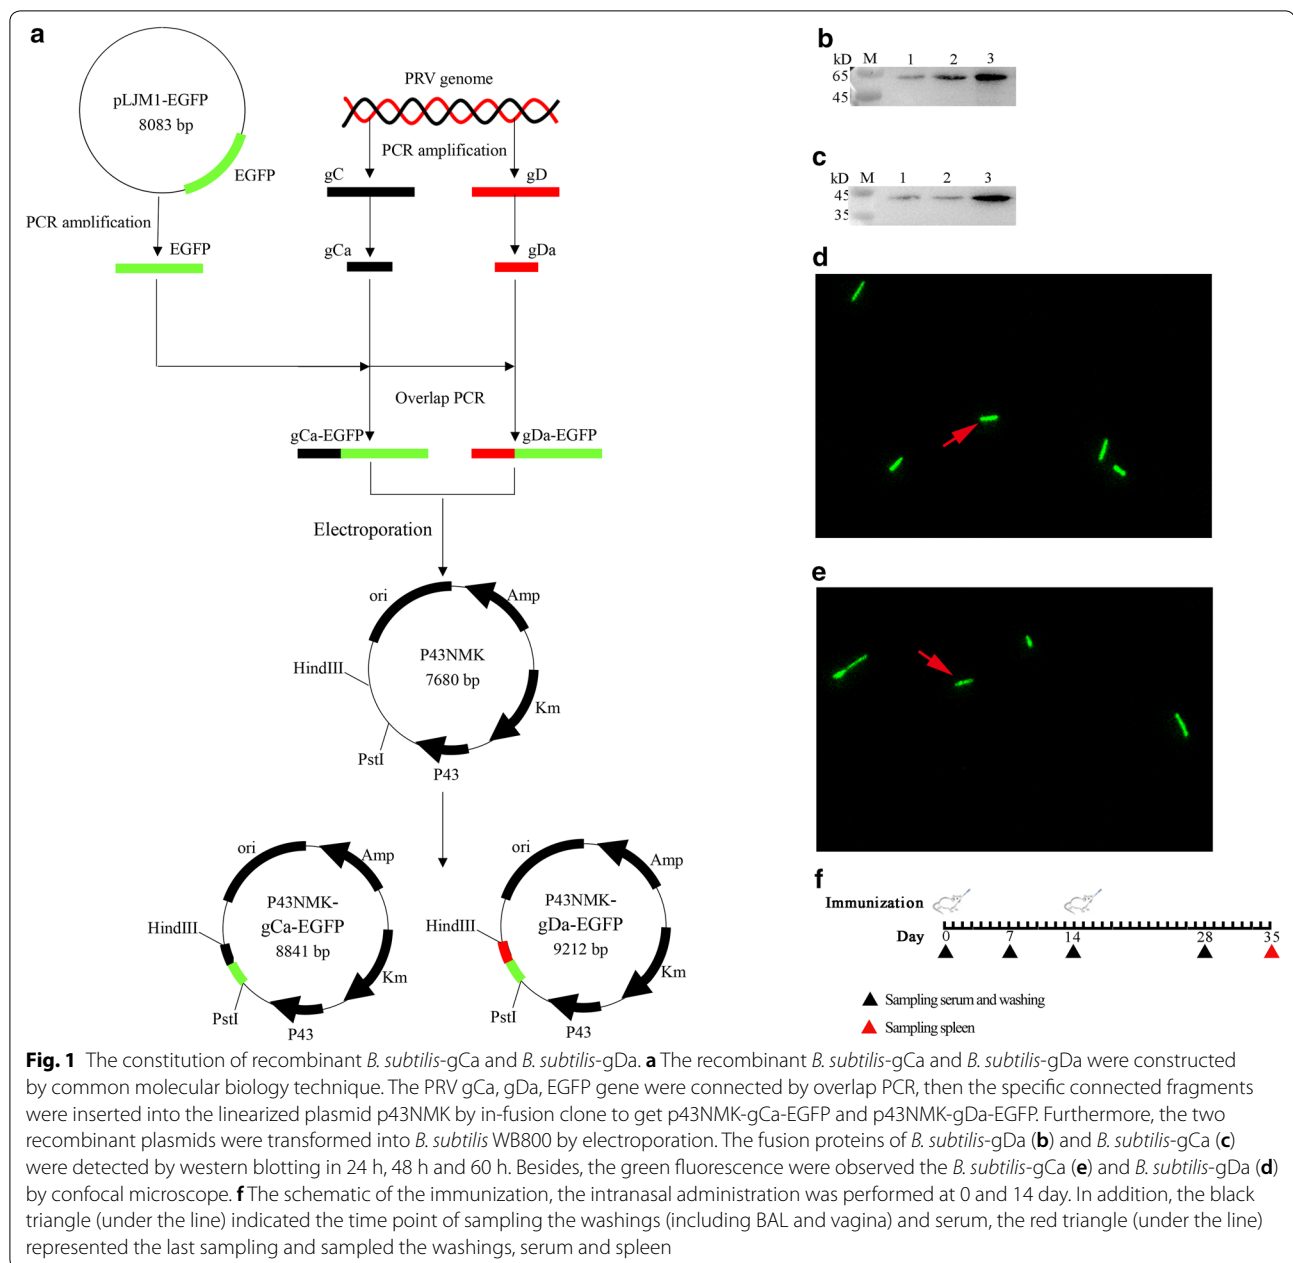 a
pLJM1-EGFP
8083 bp
EGFP
PCR amplification
EGFP
PRV genome
PCR amplification
gC
gD
gCa
gDa
Overlap PCR
gCa-EGFP
gDa-EGFP
Electroporation
ori
Amp
HindIII
P43NMK
7680 bp
Km
PstI
P43
ori
Amp
HindIII
P43NMK-
gCa-EGFP
8841 bp
Km
PstI
P43
ori
Amp
HindIII
P43NMK-
gDa-EGFP
9212 bp
Km
PstI
P43
b
kD M 1 2 3
65
45
c
kD M 1 2 3
45
35
d
e
f
Immunization
Day 0 7 14 28 35
Sampling serum and washing
Sampling spleen
Fig. 1 The constitution of recombinant B. subtilis-gCa and B. subtilis-gDa. a The recombinant B. subtilis-gCa and B. subtilis-gDa were constructed
by common molecular biology technique. The PRV gCa, gDa, EGFP gene were connected by overlap PCR, then the specific connected fragments
were inserted into the linearized plasmid p43NMK by in-fusion clone to get p43NMK-gCa-EGFP and p43NMK-gDa-EGFP. Furthermore, the two
recombinant plasmids were transformed into B. subtilis WB800 by electroporation. The fusion proteins of B. subtilis-gDa (b) and B. subtilis-gCa (c)
were detected by western blotting in 24 h, 48 h and 60 h. Besides, the green fluorescence were observed the B. subtilis-gCa (e) and B. subtilis-gDa (d)
by confocal microscope. f The schematic of the immunization, the intranasal administration was performed at 0 and 14 day. In addition, the black
triangle (under the line) indicated the time point of sampling the washings (including BAL and vagina) and serum, the red triangle (under the line)
represented the last sampling and sampled the washings, serum and spleen